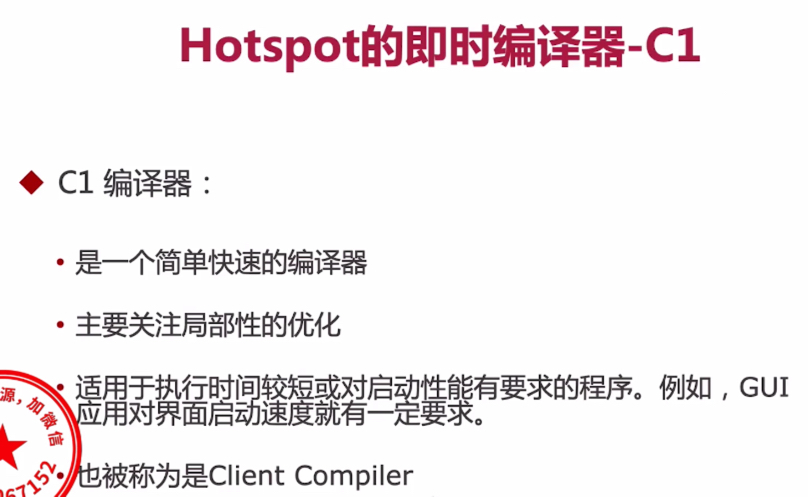 Hotspot的即时编译器-C1
C1 编译器：
是一个简单快速的编译器
主要关注局部性的优化
适用于执行时间较短或对启动性能有要求的程序。例如，GUI
应用对界面启动速度就有一定要求。
也被称为是Client Compiler
源，加微信
67152